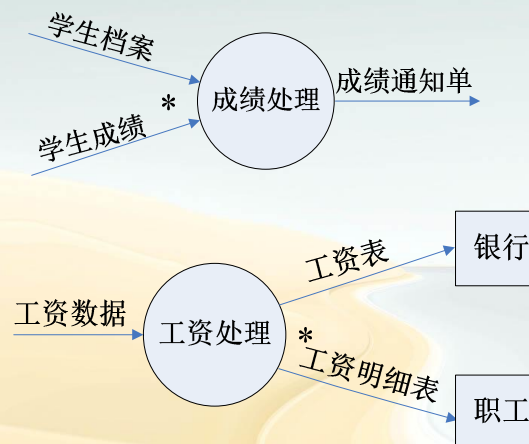 学生档案
*
成绩处理
成绩通知单
学生成绩
工资表
银行
工资数据
工资处理
*
工资明细表
职工